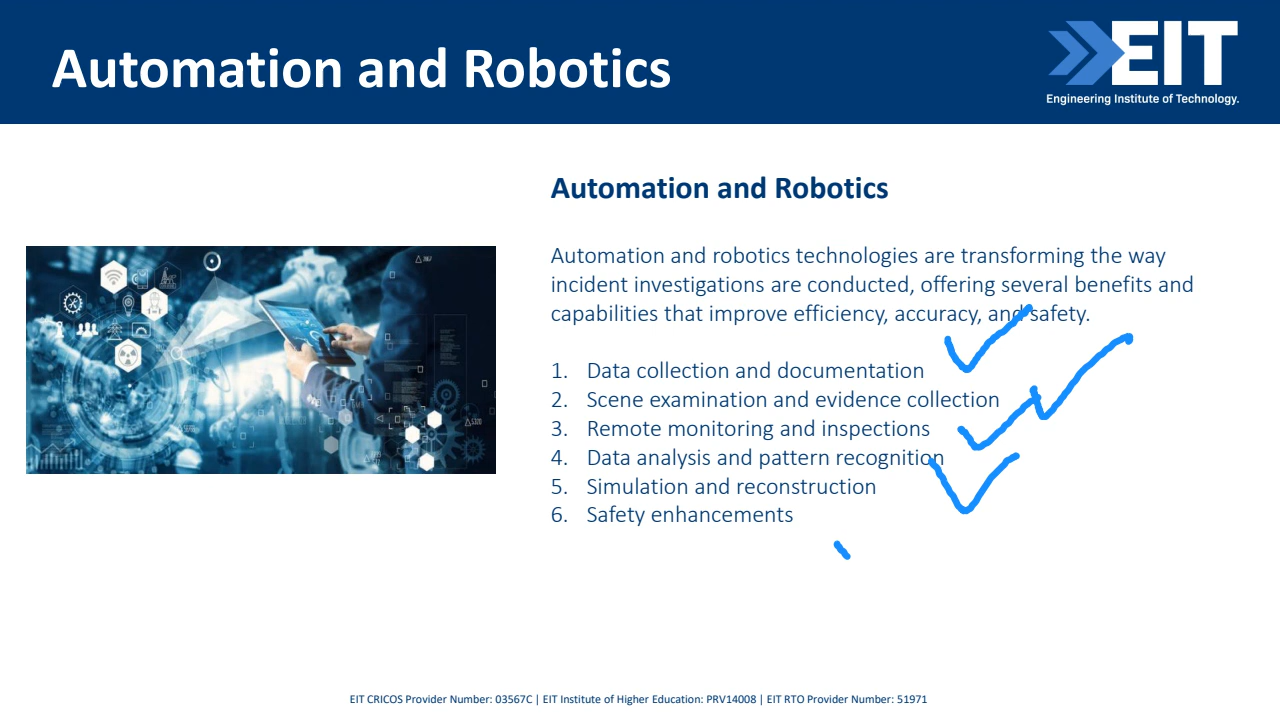 Automation and Robotics
EIT
Engineering Institute of Technology.
Automation and Robotics
Automation and robotics technologies are transforming the way
incident investigations are conducted, offering several benefits and
capabilities that improve efficiency, accuracy, and safety.
1. Data collection and documentation
2. Scene examination and evidence collection
3. Remote monitoring and inspections
4. Data analysis and pattern recognition
5. Simulation and reconstruction
6. Safety enhancements
EIT CRICOS Provider Number: 03567C | EIT Institute of Higher Education: PRV14008 | EIT RTO Provider Number: 51971